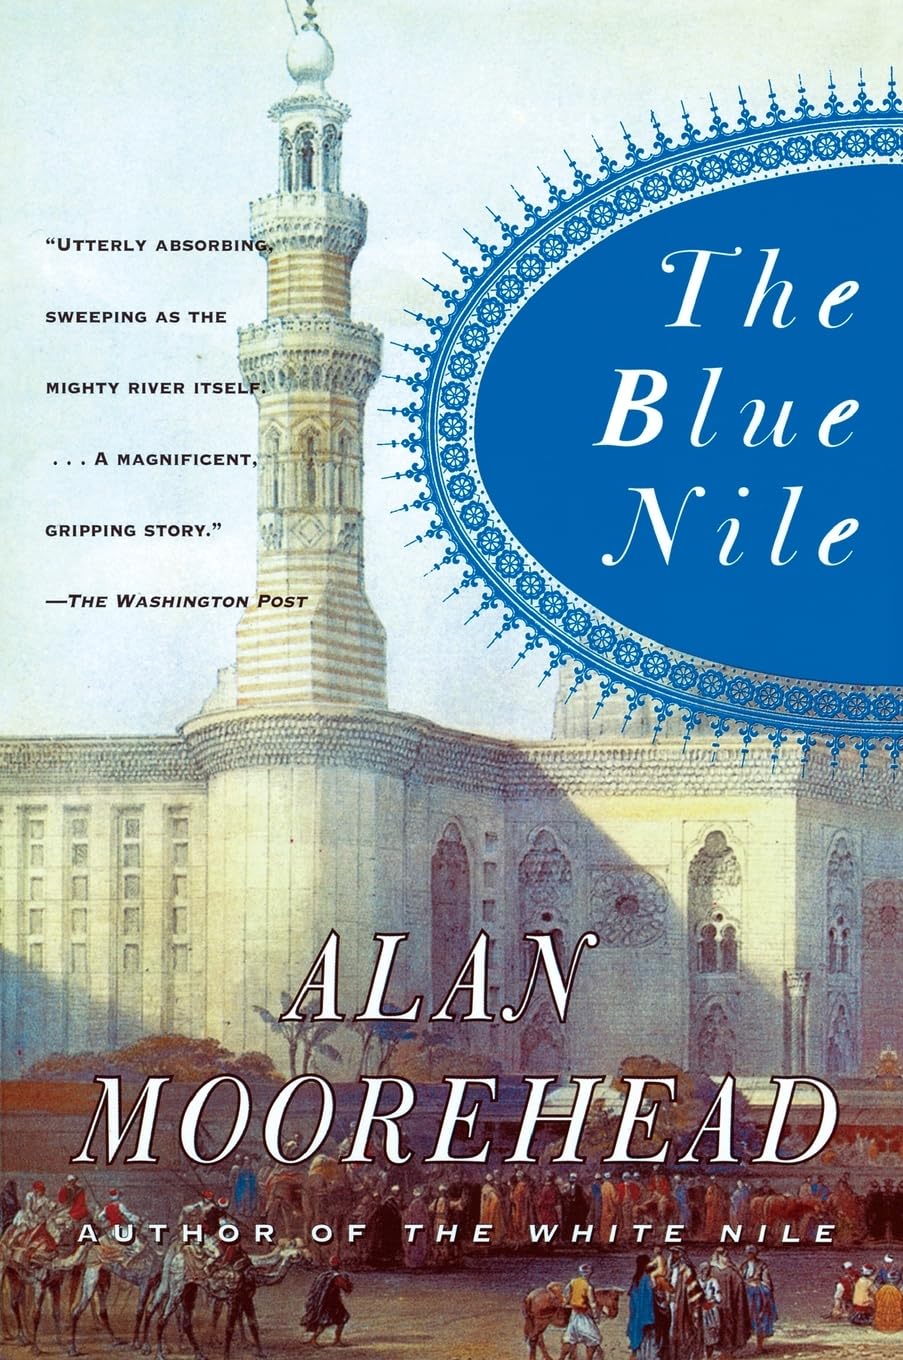 “UTTERLY ABSORBING,
SWEEPING AS THE
MIGHTY RIVER ITSELF.
. . . A MAGNIFICENT,
GRIPPING STORY.”
—THE WASHINGTON POST
The
Blue
Nile
ALAN
MOOREHEAD
AUTHOR OF THE WHITE NILE